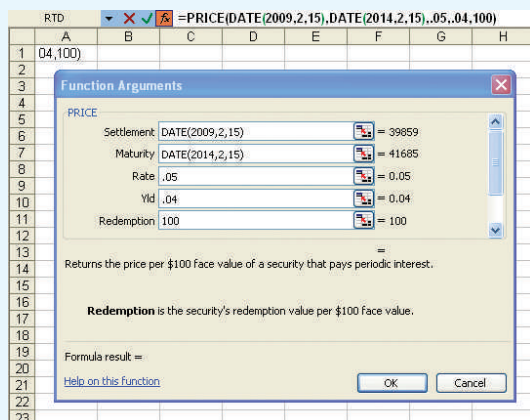 RTD =PRICE(DATE(2009,2,15),DATE(2014,2,15),.05,.04,100)
A B C D E F G H
1 04,100)
2
3
4
5
6
7
8
9
10
11
12
13
14
15
16
17
18
19
20
21
22
23
Function Arguments
PRICE
Settlement DATE(2009,2,15) = 39859
Maturity DATE(2014,2,15) = 41685
Rate .05 = 0.05
Yld .04 = 0.04
Redemption 100 = 100
=
Returns the price per $100 face value of a security that pays periodic interest.
Redemption is the security's redemption value per $100 face value.
Formula result =
Help on this function OK Cancel